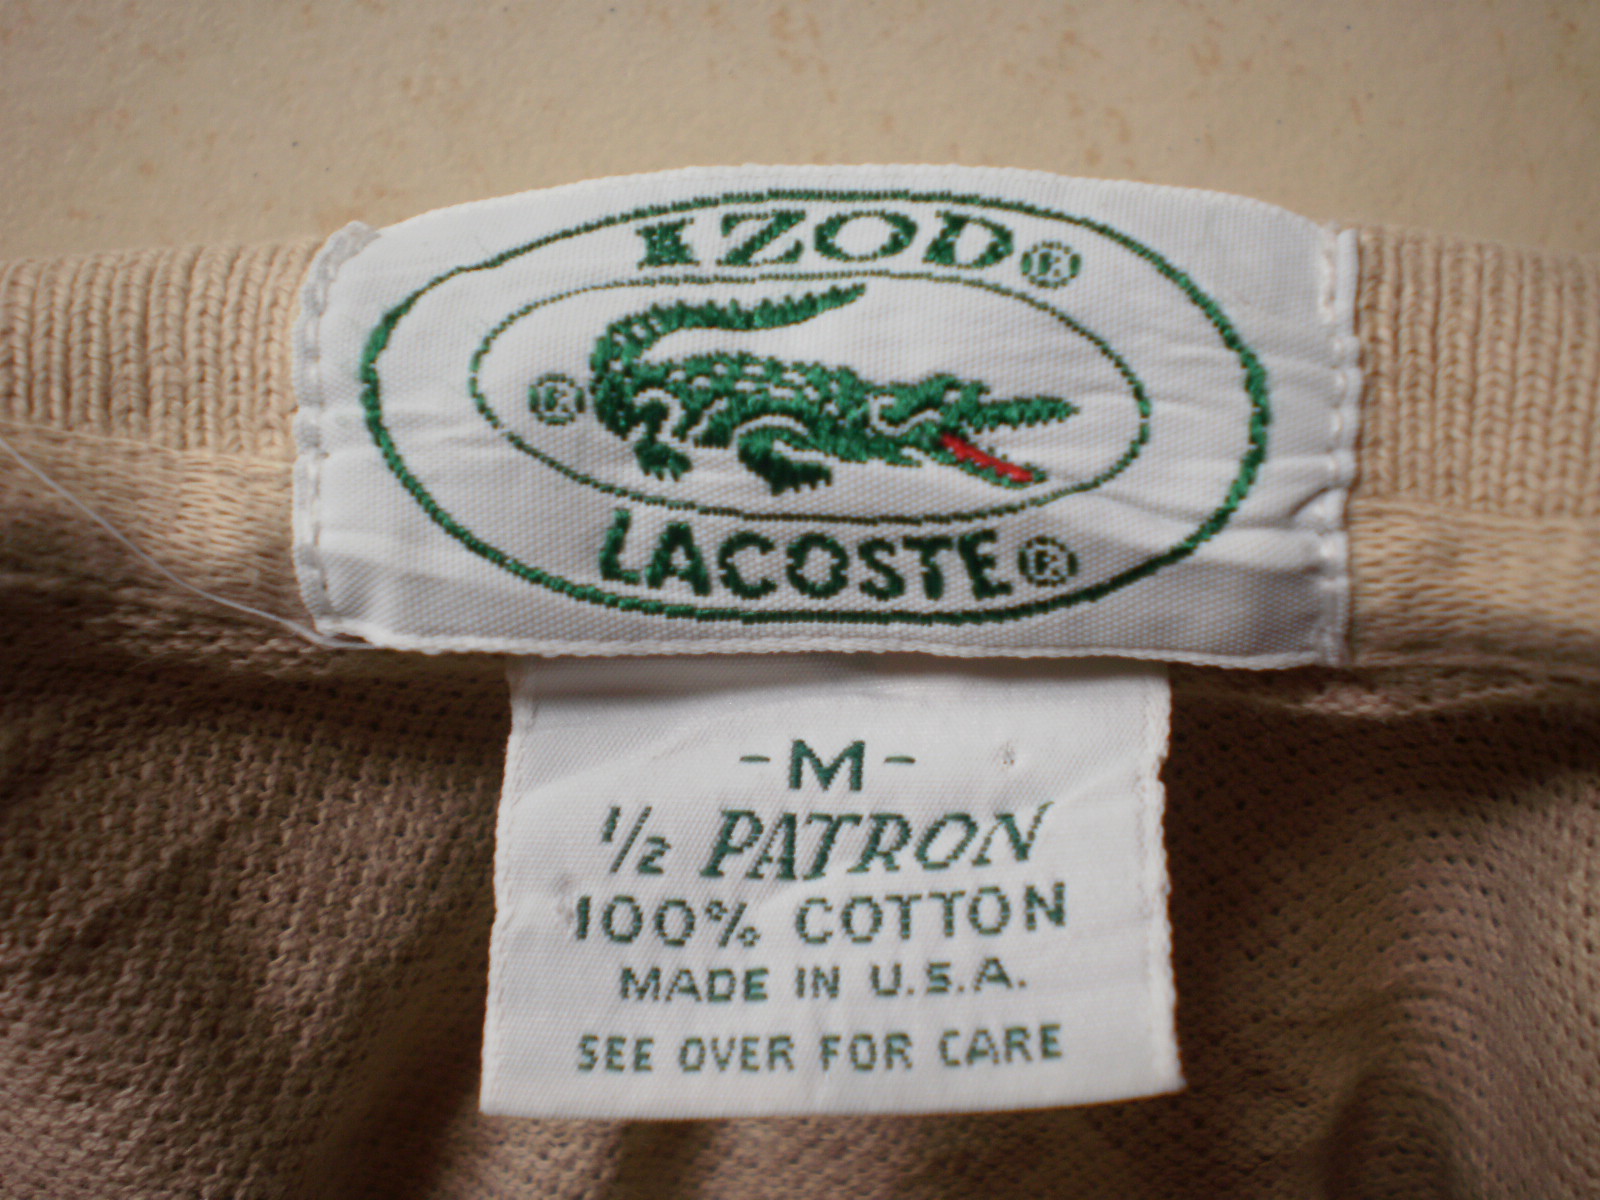 IZOD®
®
LACOSTE®
-M-
1/2 PATRON
100% COTTON
MADE IN U.S.A.
SEE OVER FOR CARE